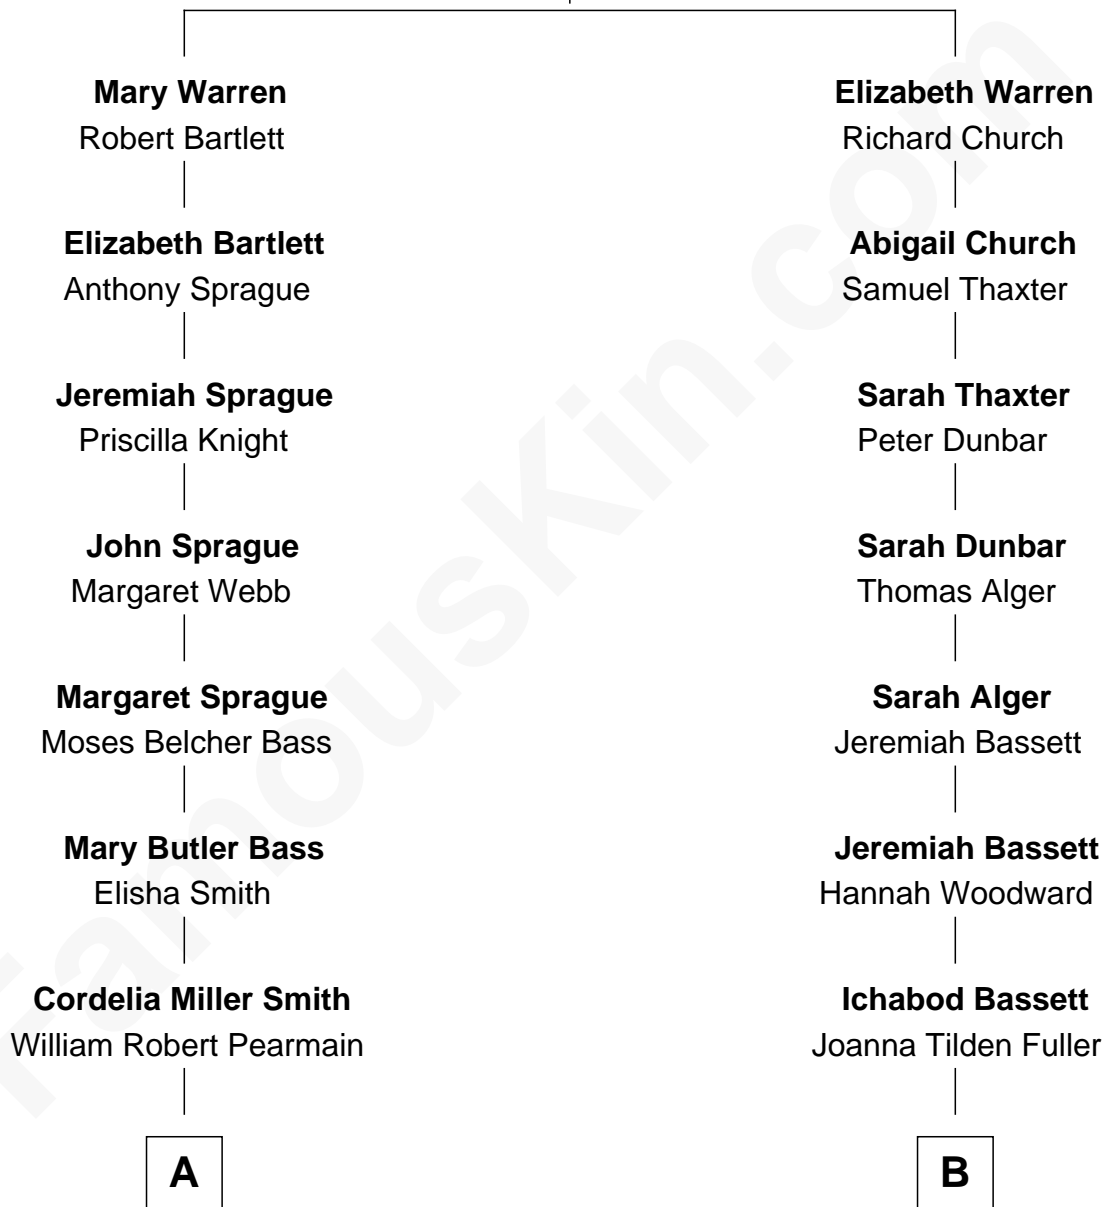 Mary Warren
Robert Bartlett
Elizabeth Bartlett
Anthony Sprague
Jeremiah Sprague
Priscilla Knight
John Sprague
Margaret Webb
Margaret Sprague
Moses Belcher Bass
Mary Butler Bass
Elisha Smith
Cordelia Miller Smith
William Robert Pearmain
A
Elizabeth Warren
Richard Church
Abigail Church
Samuel Thaxter
Sarah Thaxter
Peter Dunbar
Sarah Dunbar
Thomas Alger
Sarah Alger
Jeremiah Bassett
Jeremiah Bassett
Hannah Woodward
Ichabod Bassett
Joanna Tilden Fuller
B
FamousKin.com